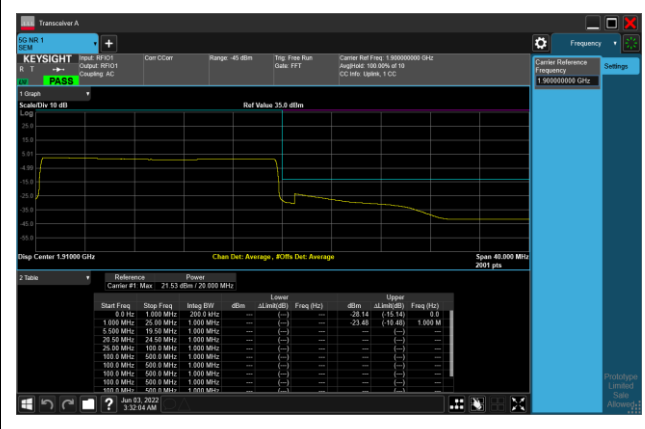 Transceiver A
5G NR 1
SEM
Frequency
KEYSIGHT
R T
PASS
Input: RFIO1
Output: RFIO1
Coupling: AC
Corr CCorr
Range: -45 dBm
Trig: Free Run
Gate: FFT
Carrier Ref Freq: 1.900000000 GHz
Avg|Hold: 100.00% of 10
CC Info: Uplink, 1 CC
Carrier Reference
Frequency
1.900000000 GHz
Settings
1 Graph
Scale/Div 10 dB
Ref Value 35.0 dBm
Log
25.0
15.0
5.01
-4.99
-15.0
-25.0
-35.0
-45.0
-55.0
Disp Center 1.91000 GHz
Chan Det: Average, #Offs Det: Average
Span 40.000 MHz
2001 pts
2 Table
Reference Power
Carrier #1 Max 21.53 dBm / 20.000 MHz
Lower Upper
Start Freq Stop Freq Integ BW dBm ΔLimit(dB) Freq (Hz) dBm ΔLimit(dB) Freq (Hz)
0.0 Hz 1.000 MHz 200.0 kHz --- (---) --- -28.14 (-15.14) 0.0
1.000 MHz 25.00 MHz 1.000 MHz --- (---) --- -23.48 (-10.48) 1.000 M
5.500 MHz 19.50 MHz 1.000 MHz --- (---) --- --- (---) ---
20.50 MHz 24.50 MHz 1.000 MHz --- (---) --- --- (---) ---
25.00 MHz 100.0 MHz 1.000 MHz --- (---) --- --- (---) ---
100.0 MHz 500.0 MHz 1.000 MHz --- (---) --- --- (---) ---
100.0 MHz 500.0 MHz 1.000 MHz --- (---) --- --- (---) ---
100.0 MHz 500.0 MHz 1.000 MHz --- (---) --- --- (---) ---
100.0 MHz 500.0 MHz 1.000 MHz --- (---) --- --- (---) ---
Prototype
Limited
Sale
Allowed
?
Jun 03, 2022
3:32:04 AM